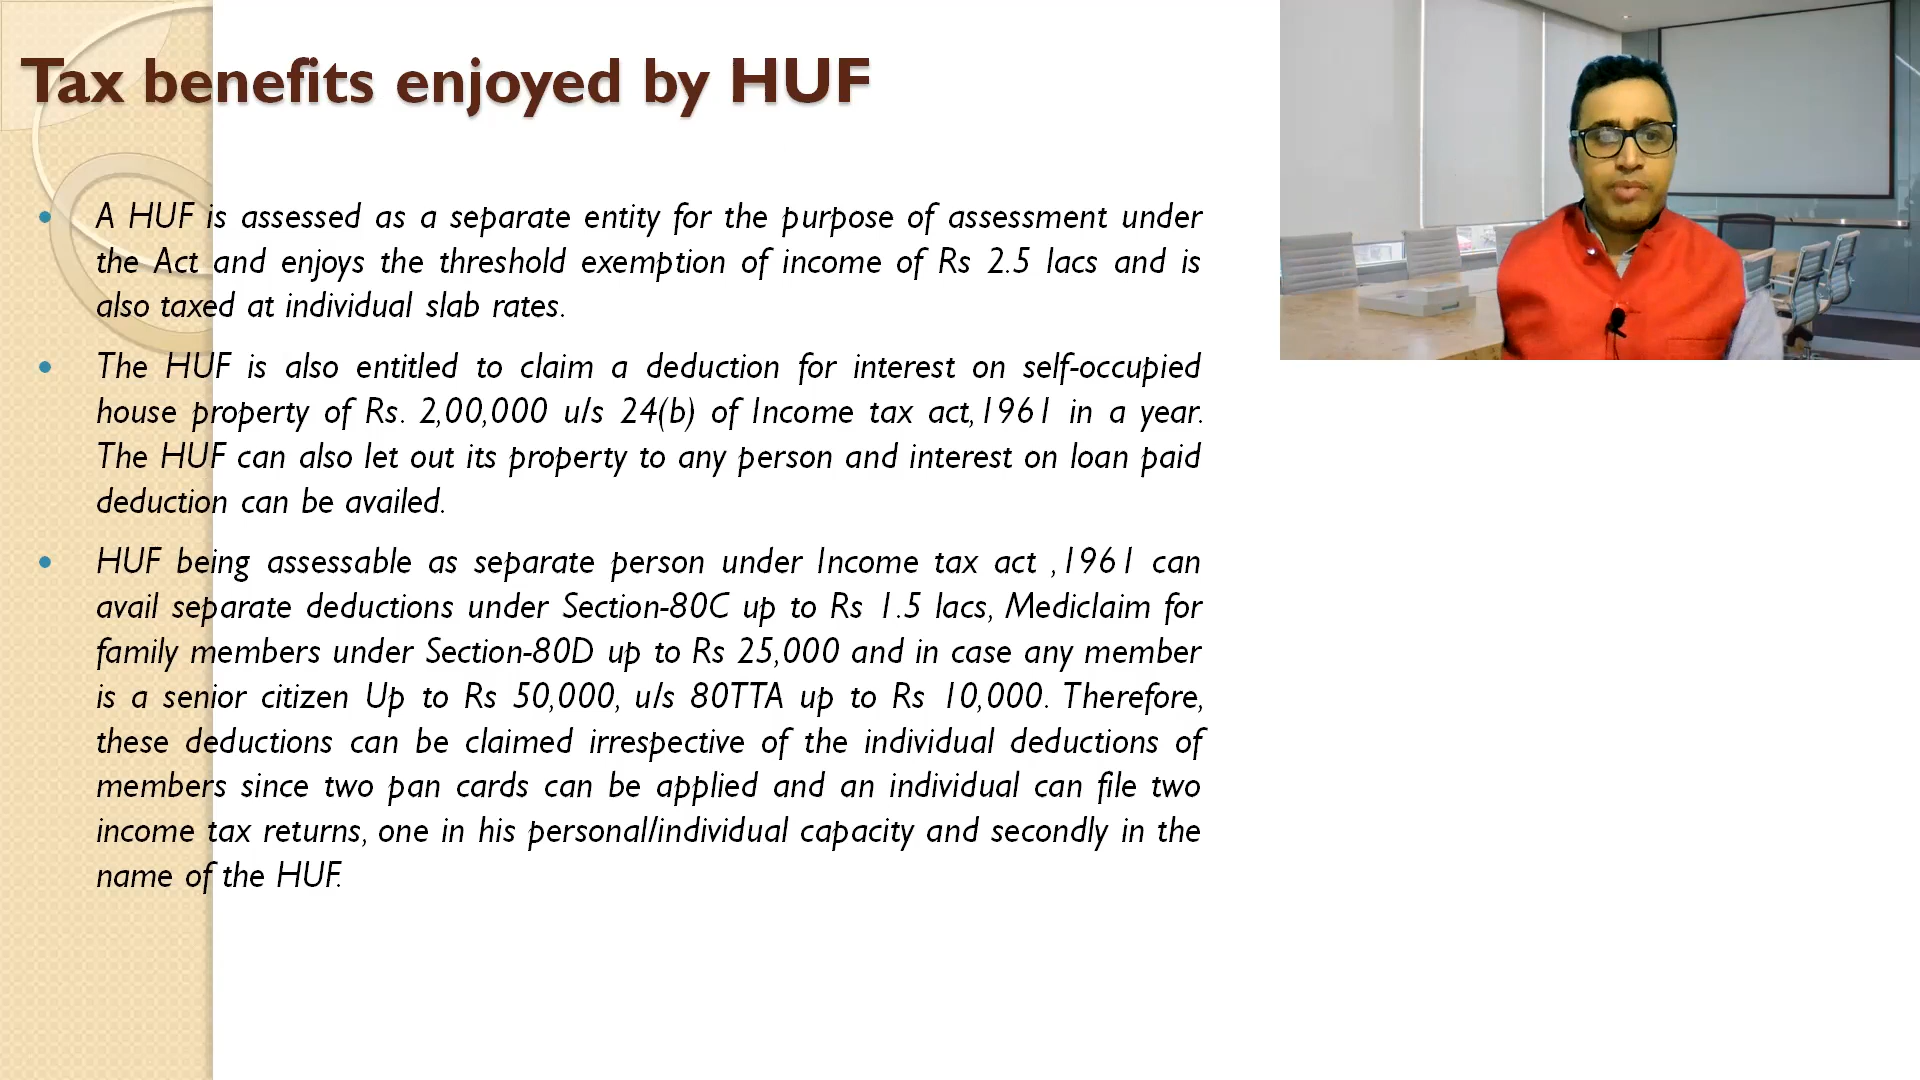 Tax benefits enjoyed by HUF
A HUF is assessed as a separate entity for the purpose of assessment under
the Act and enjoys the threshold exemption of income of Rs 2.5 lacs and is
also taxed at individual slab rates.
The HUF is also entitled to claim a deduction for interest on self-occupied
house property of Rs. 2,00,000 u/s 24(b) of Income tax act,1961 in a year.
The HUF can also let out its property to any person and interest on loan paid
deduction can be availed.
HUF being assessable as separate person under Income tax act ,1961 can
avail separate deductions under Section-80C up to Rs 1.5 lacs, Mediclaim for
family members under Section-80D up to Rs 25,000 and in case any member
is a senior citizen Up to Rs 50,000, u/s 80TTA up to Rs 10,000. Therefore,
these deductions can be claimed irrespective of the individual deductions of
members since two pan cards can be applied and an individual can file two
income tax returns, one in his personal/individual capacity and secondly in the
name of the HUF.